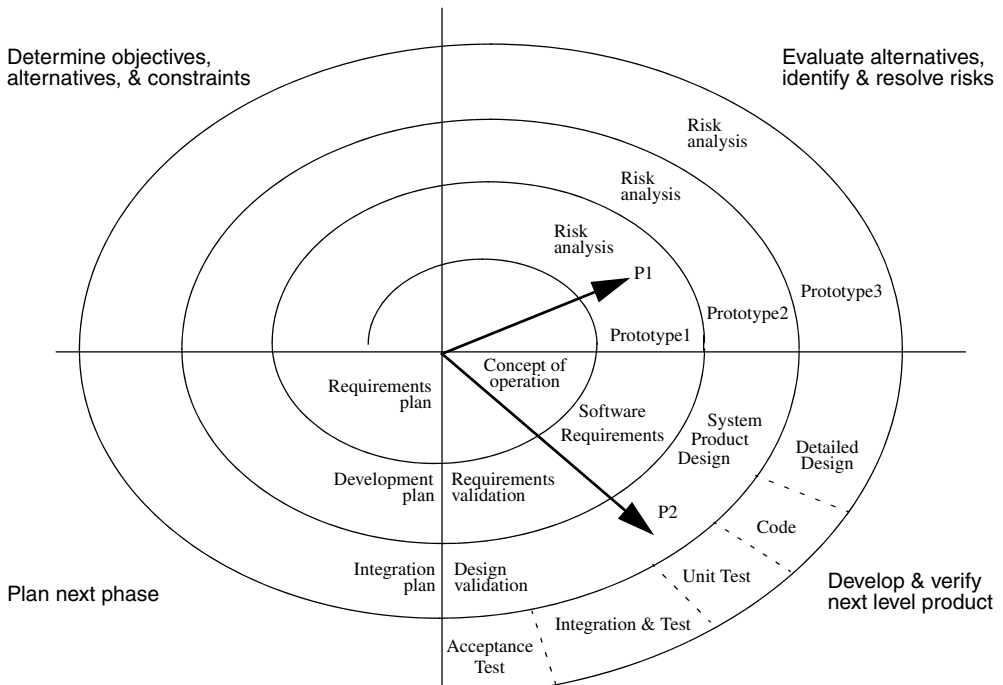 Determine objectives,
alternatives, & constraints
Evaluate alternatives,
identify & resolve risks
Risk
analysis
Risk
analysis
Risk
analysis
P1
Prototype3
Prototype2
Prototype1
Concept of
operation
Requirements
plan
Software
Requirements
System
Product
Design
Detailed
Design
Development
plan
Requirements
validation
P2
Code
Integration
plan
Design
validation
Unit Test
Plan next phase
Develop & verify
next level product
Integration & Test
Acceptance
Test